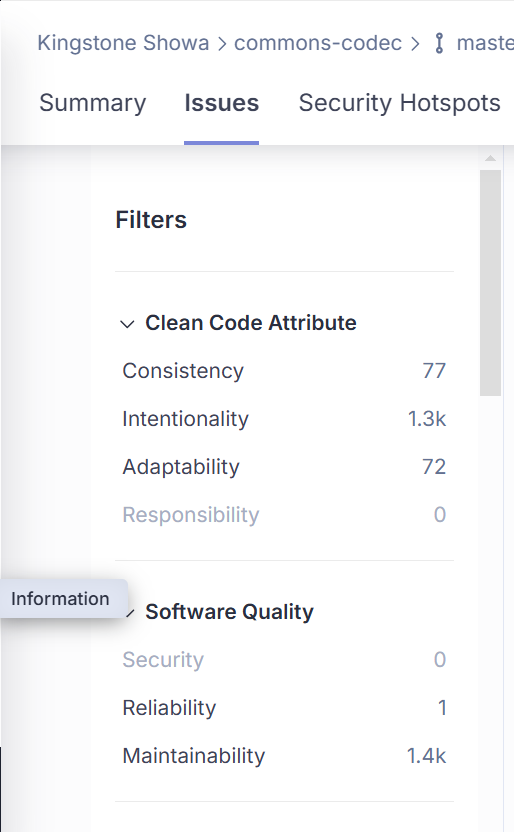 Kingstone Showa > commons-codec > maste
Summary Issues Security Hotspots
Filters
Clean Code Attribute
Consistency 77
Intentionality 1.3k
Adaptability 72
Responsibility 0
Information
Software Quality
Security 0
Reliability 1
Maintainability 1.4k